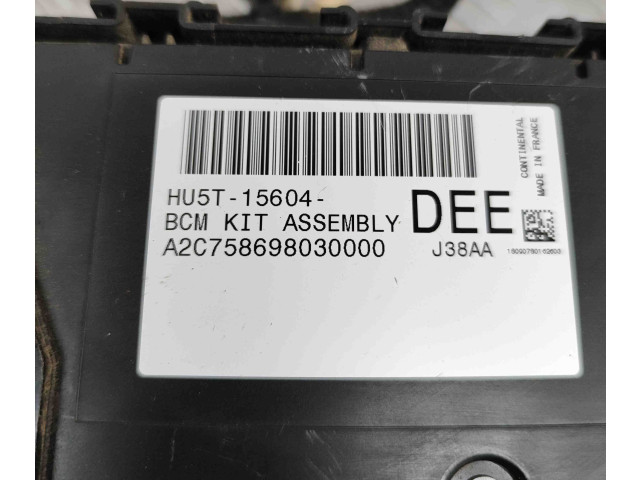 HU5T-15604-
BCM KIT ASSEMBLY
A2C758698030000
DEE
J38AA
CONTINENTAL
MADE IN FRANCE